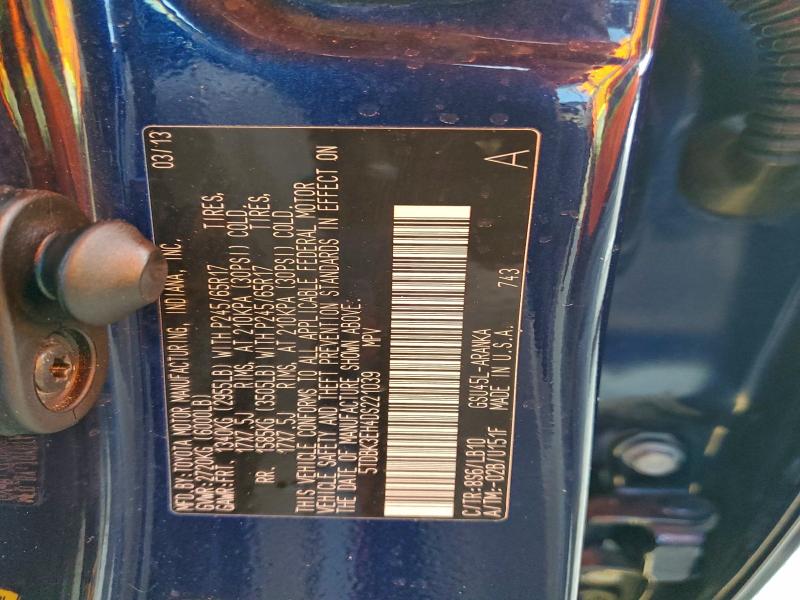 MFD. BY: TOYOTA MOTOR MANUFACTURING, INDIANA, INC. 03/13
GVWR:2720KG (6000LB)
GAWR:FRT. 1340KG (2955LB) WITH P245/65R17 TIRES,
17X7.5J RIMS, AT 210KPA (30PSI) COLD.
RR. 1585KG (3505LB) WITH P245/65R17 TIRES,
17X7.5J RIMS, AT 210KPA (30PSI) COLD.
THIS VEHICLE CONFORMS TO ALL APPLICABLE FEDERAL MOTOR
VEHICLE SAFETY AND THEFT PREVENTION STANDARDS IN EFFECT ON
THE DATE OF MANUFACTURE SHOWN ABOVE.
MPV
C/TR:8S6/LB10 GSU45L-ARANKA 743 A
A/TM:-02B/U151F MADE IN U.S.A.